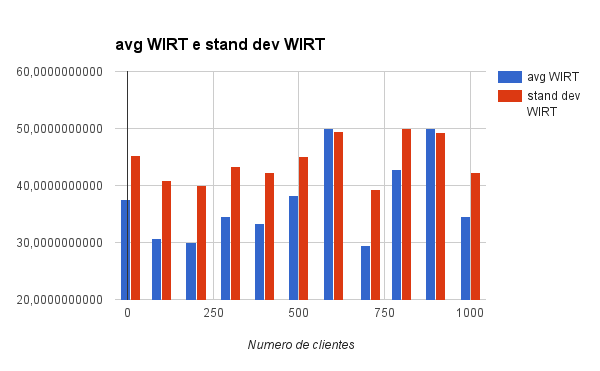 avg WIRT e stand dev WIRT
60,0000000000
50,0000000000
40,0000000000
30,0000000000
20,0000000000
0
250
500
750
1000
Numero de clientes
avg WIRT
stand dev
WIRT